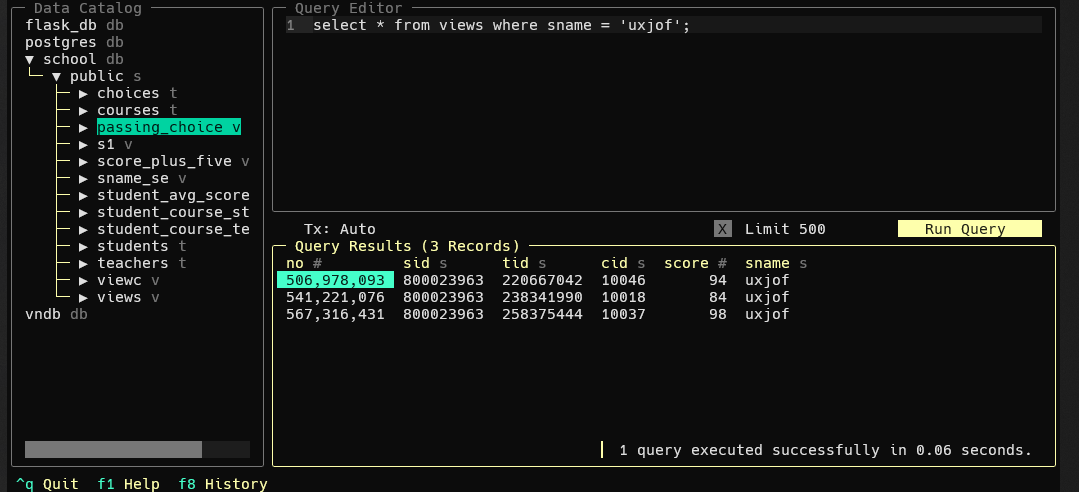 Data Catalog
flask_db db
postgres db
▼ school db
▼ public s
▶ choices t
▶ courses t
▶ passing_choice v
▶ s1 v
▶ score_plus_five v
▶ sname_se v
▶ student_avg_score
▶ student_course_st
▶ student_course_te
▶ students t
▶ teachers t
▶ viewc v
▶ views v
vndb db
Query Editor
1 select * from views where sname = 'uxjof';
Tx: Auto X Limit 500 Run Query
Query Results (3 Records)
no # sid s tid s cid s score # sname s
506,978,093 800023963 220667042 10046 94 uxjof
541,221,076 800023963 238341990 10018 84 uxjof
567,316,431 800023963 258375444 10037 98 uxjof
1 query executed successfully in 0.06 seconds.
^q Quit f1 Help f8 History